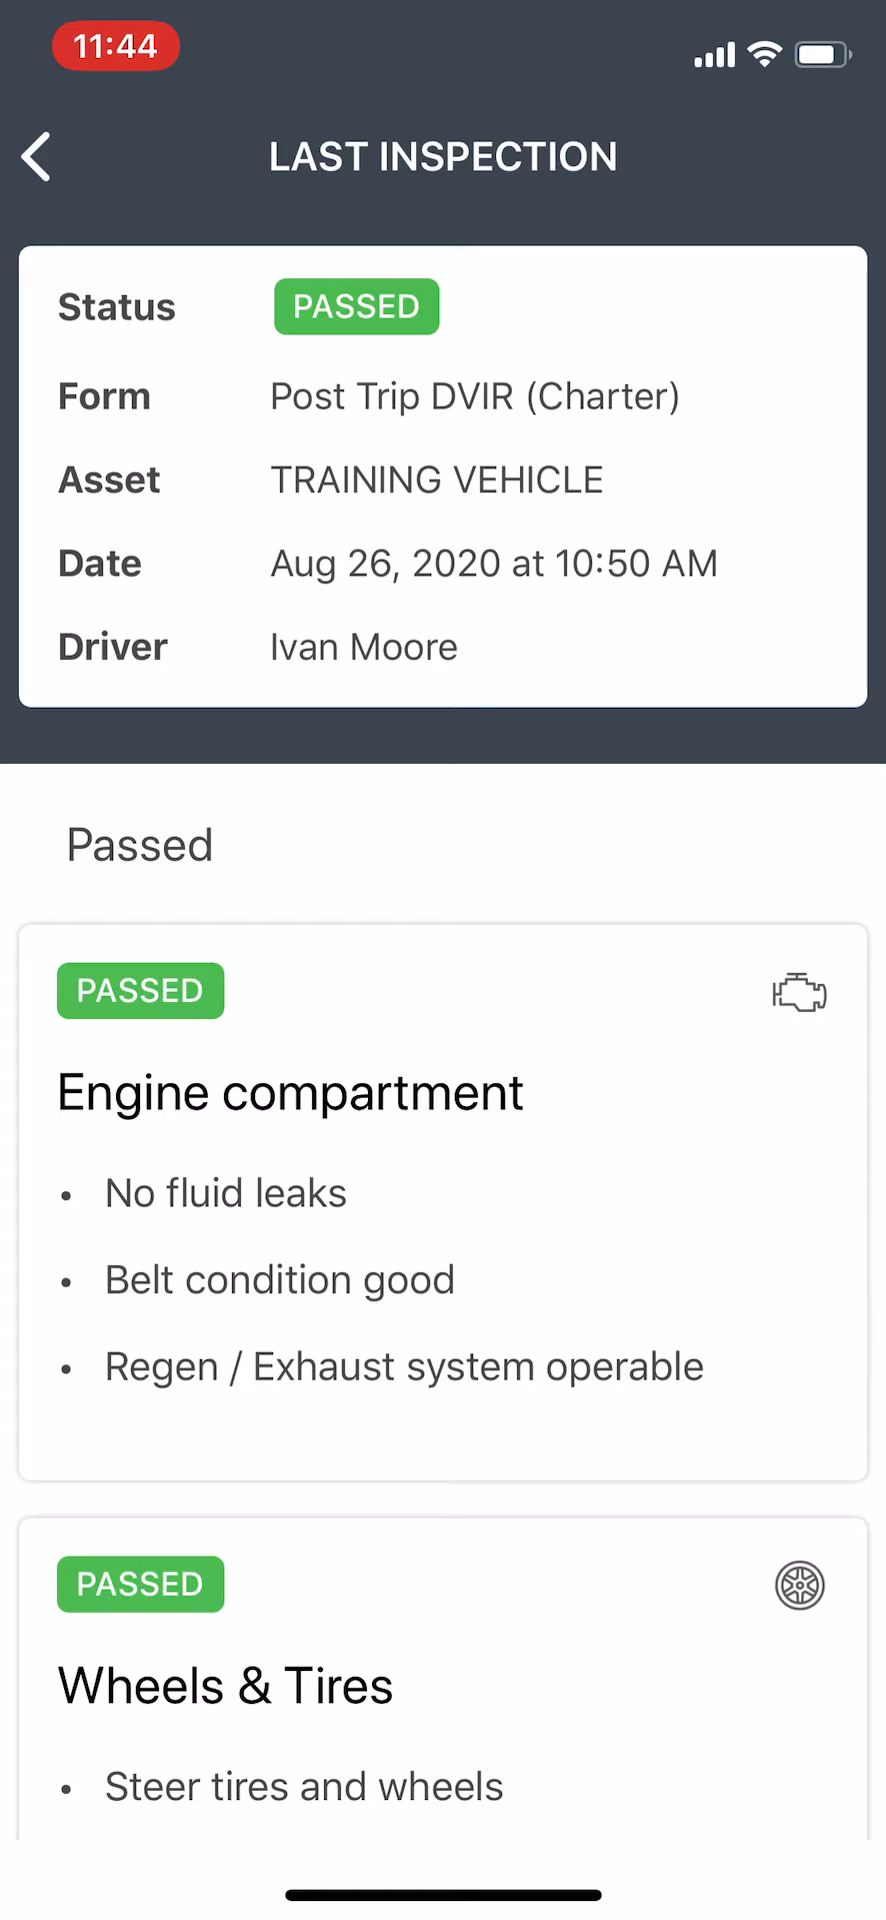 11:44
LAST INSPECTION
Status PASSED
Form Post Trip DVIR (Charter)
Asset TRAINING VEHICLE
Date Aug 26, 2020 at 10:50 AM
Driver Ivan Moore
Passed
PASSED
Engine compartment
• No fluid leaks
• Belt condition good
• Regen / Exhaust system operable
PASSED
Wheels & Tires
• Steer tires and wheels